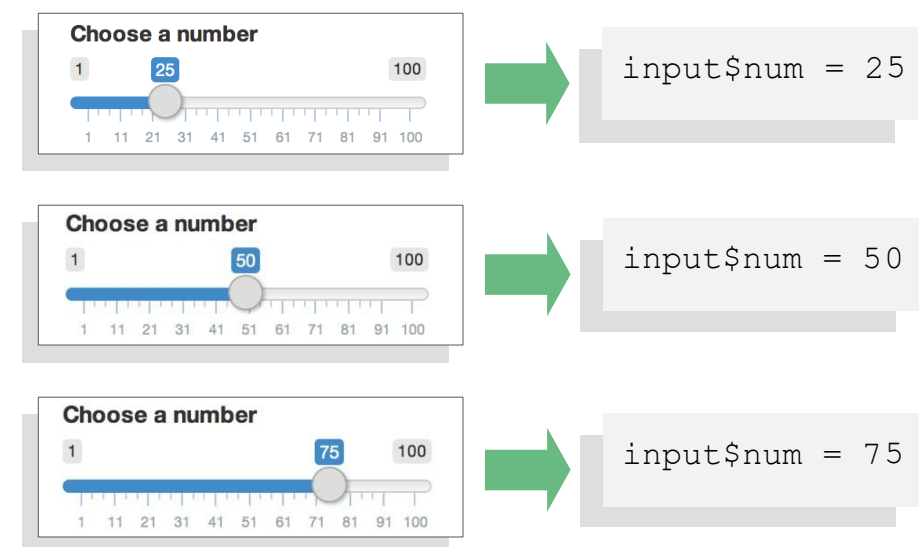 Choose a number
1 25 100
1 11 21 31 41 51 61 71 81 91 100
input$num = 25
Choose a number
1 50 100
1 11 21 31 41 51 61 71 81 91 100
input$num = 50
Choose a number
1 75 100
1 11 21 31 41 51 61 71 81 91 100
input$num = 75